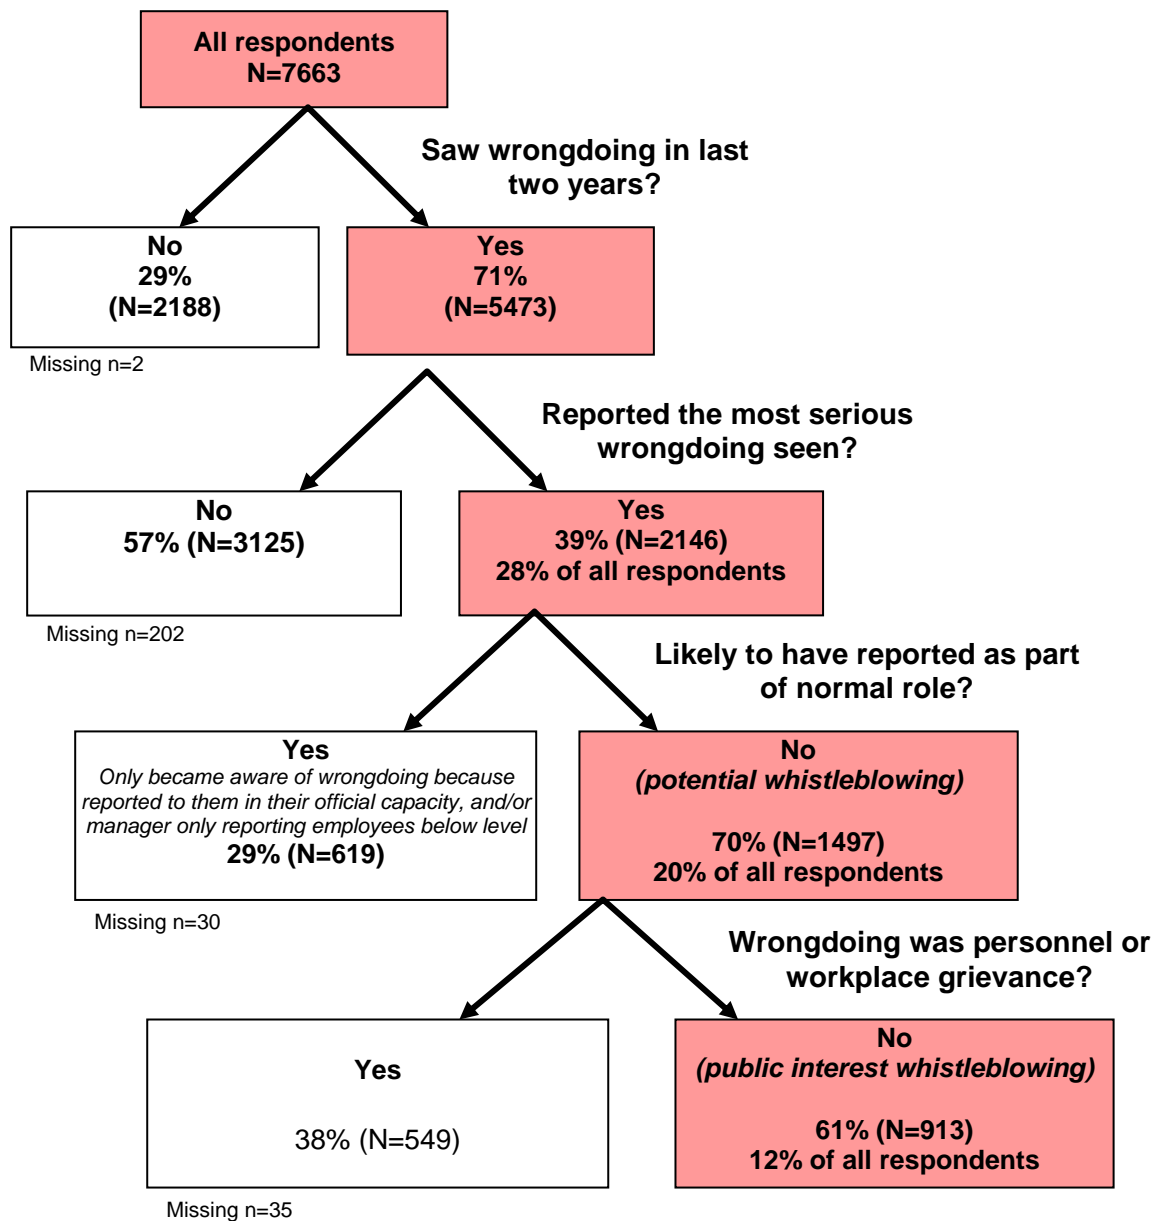 All respondents
N=7663
Saw wrongdoing in last
two years?
No
29%
(N=2188)
Yes
71%
(N=5473)
Missing n=2
Reported the most serious
wrongdoing seen?
No
57% (N=3125)
Yes
39% (N=2146)
28% of all respondents
Missing n=202
Likely to have reported as part
of normal role?
Yes
Only became aware of wrongdoing because
reported to them in their official capacity, and/or
manager only reporting employees below level
29% (N=619)
No
(potential whistleblowing)
70% (N=1497)
20% of all respondents
Missing n=30
Wrongdoing was personnel or
workplace grievance?
Yes
38% (N=549)
No
(public interest whistleblowing)
61% (N=913)
12% of all respondents
Missing n=35